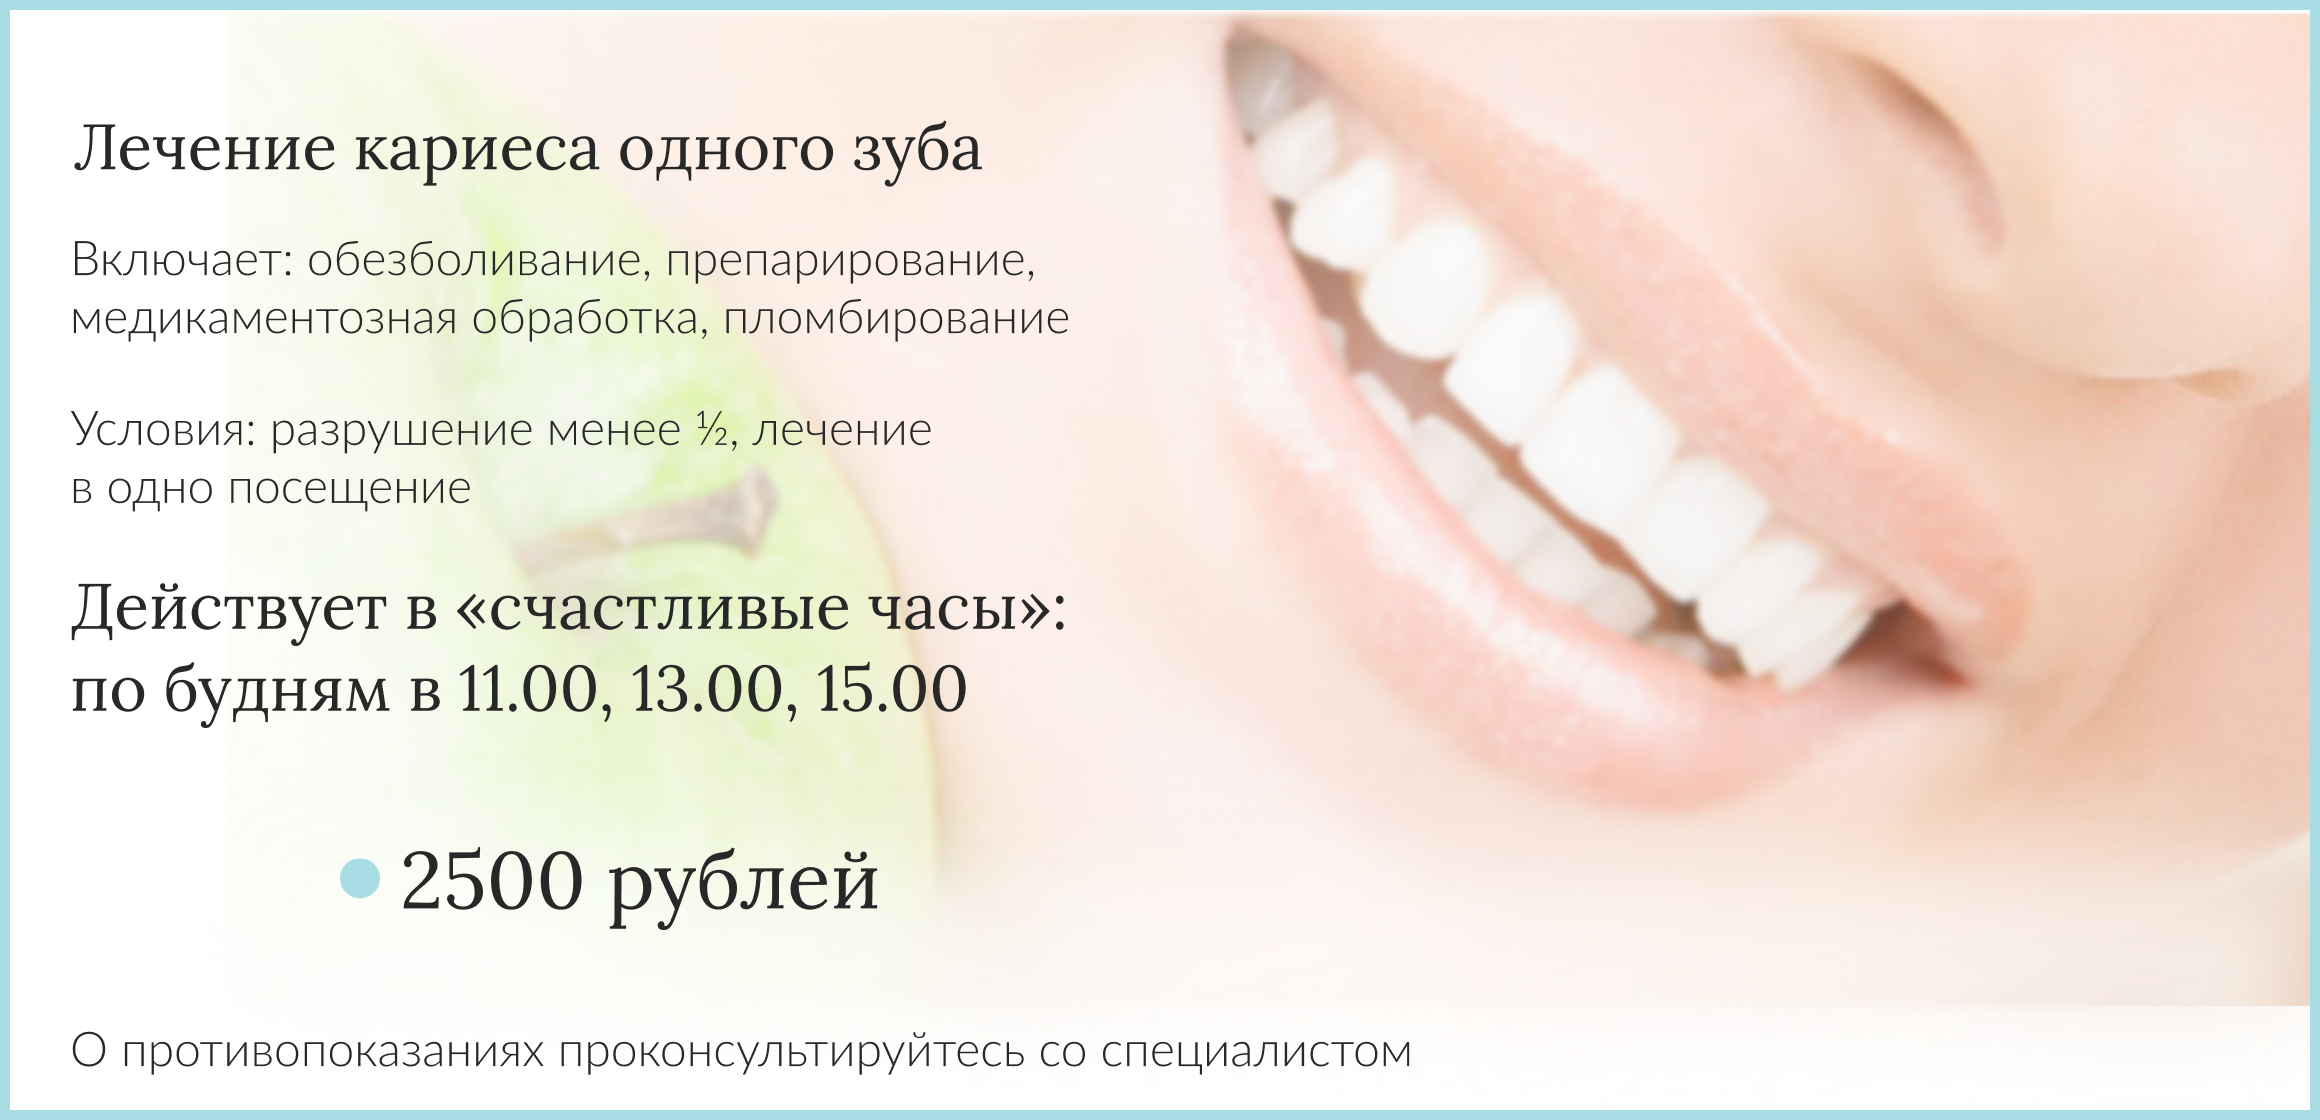 Лечение кариеса одного зуба
Включает: обезболивание, препарирование,
медикаментозная обработка, пломбирование
Условия: разрушение менее ½, лечение
в одно посещение
Действует в «счастливые часы»:
по будням в 11.00, 13.00, 15.00
2500 рублей
О противопоказаниях проконсультируйтесь со специалистом